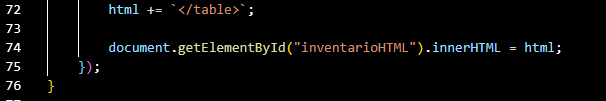 72 html += `</table>`;
73
74 document.getElementById("inventarioHTML").innerHTML = html;
75 });
76 }